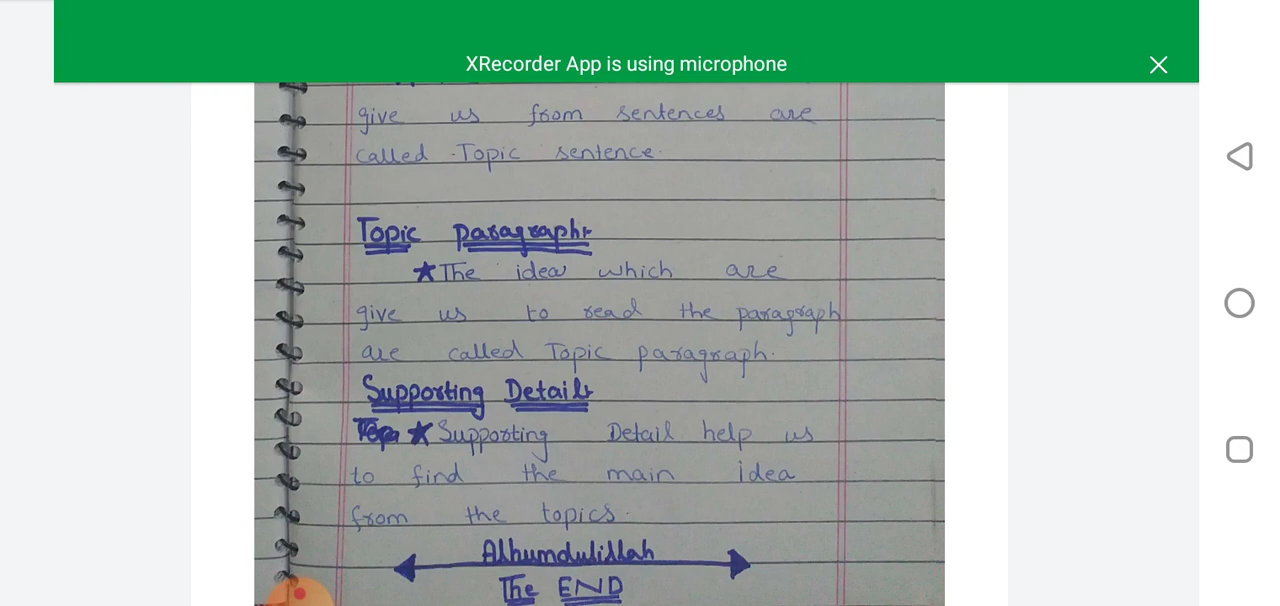 XRecorder App is using microphone
give us from sentences are
called Topic sentence.
Topic Paragraph:-
★ The idea which are
give us to read the paragraph
are called Topic paragraph.
Supporting Detail:-
★ Supporting Detail help us
to find the main idea
from the topics.
Alhumdulillah
The END